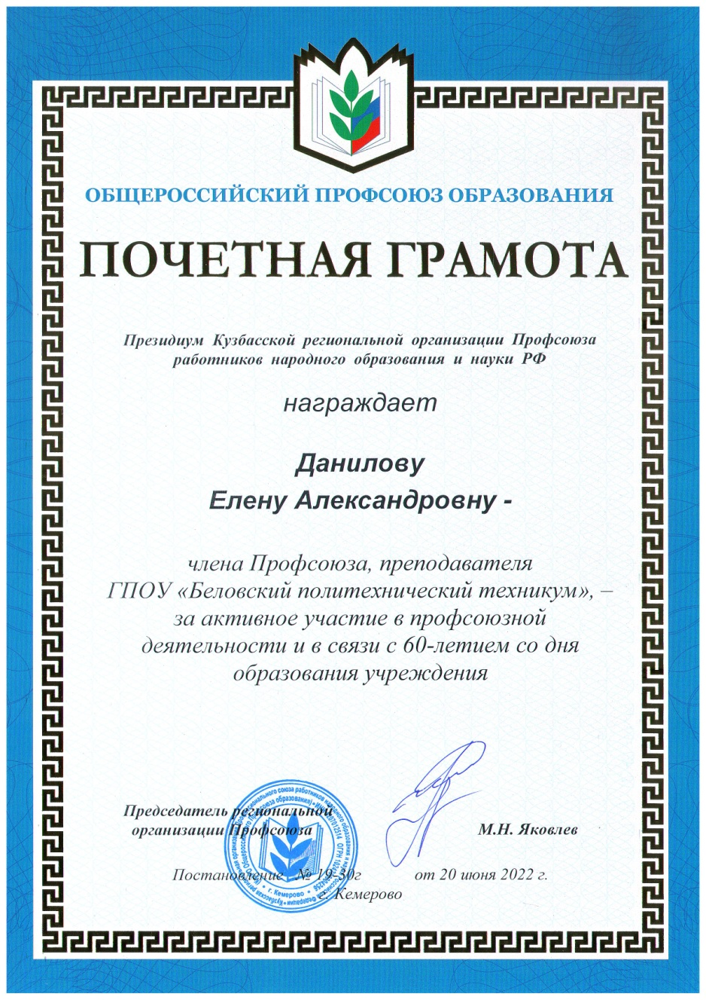 ОБЩЕРОССИЙСКИЙ ПРОФСОЮЗ ОБРАЗОВАНИЯ
ПОЧЕТНАЯ ГРАМОТА
Президиум Кузбасской региональной организации Профсоюза
работников народного образования и науки РФ
награждает
Данилову
Елену Александровну -
члена Профсоюза, преподавателя
ГПОУ «Беловский политехнический техникум», –
за активное участие в профсоюзной
деятельности и в связи с 60-летием со дня
образования учреждения
Председатель региональной
организации Профсоюза
М.Н. Яковлев
Постановление № 19-30г от 20 июня 2022 г.
г. Кемерово
г. Кемерово